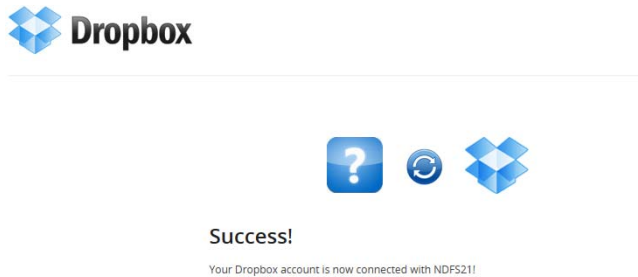 Dropbox
?
Success!
Your Dropbox account is now connected with NDFS21!